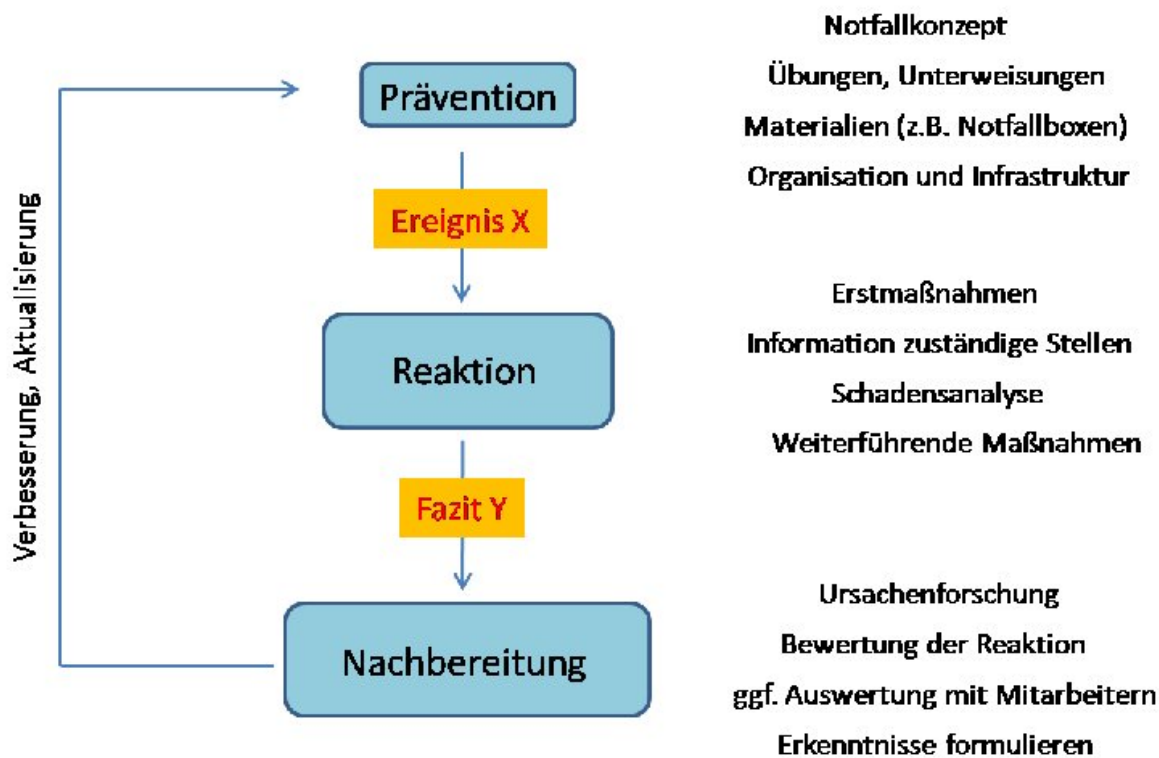 Notfallkonzept
Prävention
Übungen, Unterweisungen
Materialien (z.B. Notfallboxen)
Organisation und Infrastruktur
Ereignis X
Verbesserung, Aktualisierung
Erstmaßnahmen
Information zuständige Stellen
Reaktion
Schadensanalyse
Weiterführende Maßnahmen
Fazit Y
Ursachenforschung
Nachbereitung
Bewertung der Reaktion
ggf. Auswertung mit Mitarbeitern
Erkenntnisse formulieren